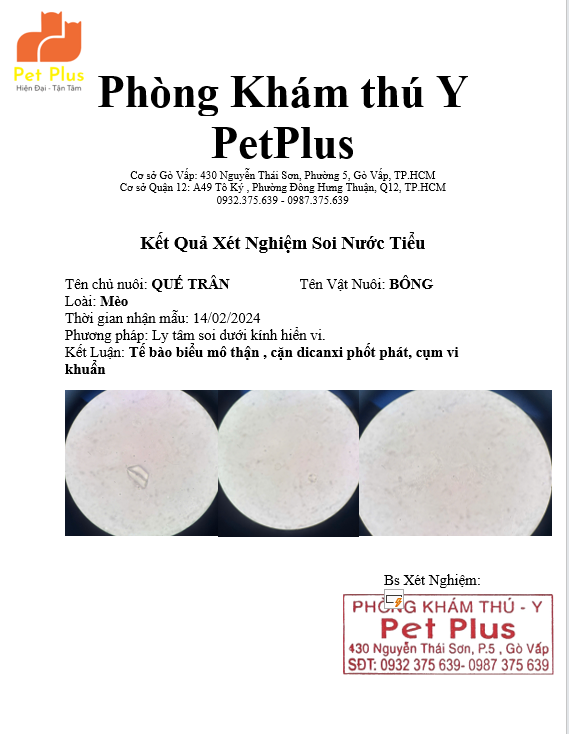 Pet Plus
Hiện Đại - Tận Tâm
Phòng Khám thú Y
PetPlus
Cơ sở Gò Vấp: 430 Nguyễn Thái Sơn, Phường 5, Gò Vấp, TP.HCM
Cơ sở Quận 12: A49 Tô Ký , Phường Đông Hưng Thuận, Q12, TP.HCM
0932.375.639 - 0987.375.639
Kết Quả Xét Nghiệm Soi Nước Tiểu
Tên chủ nuôi: QUẾ TRÂN Tên Vật Nuôi: BÔNG
Loài: Mèo
Thời gian nhận mẫu: 14/02/2024
Phương pháp: Ly tâm soi dưới kính hiển vi.
Kết Luận: Tế bào biểu mô thận , cặn dicanxi phốt phát, cụm vi
khuẩn
Bs Xét Nghiệm:
PHÒNG KHÁM THÚ - Y
Pet Plus
430 Nguyễn Thái Sơn, P.5 , Gò Vấp
SĐT: 0932 375 639- 0987 375 639